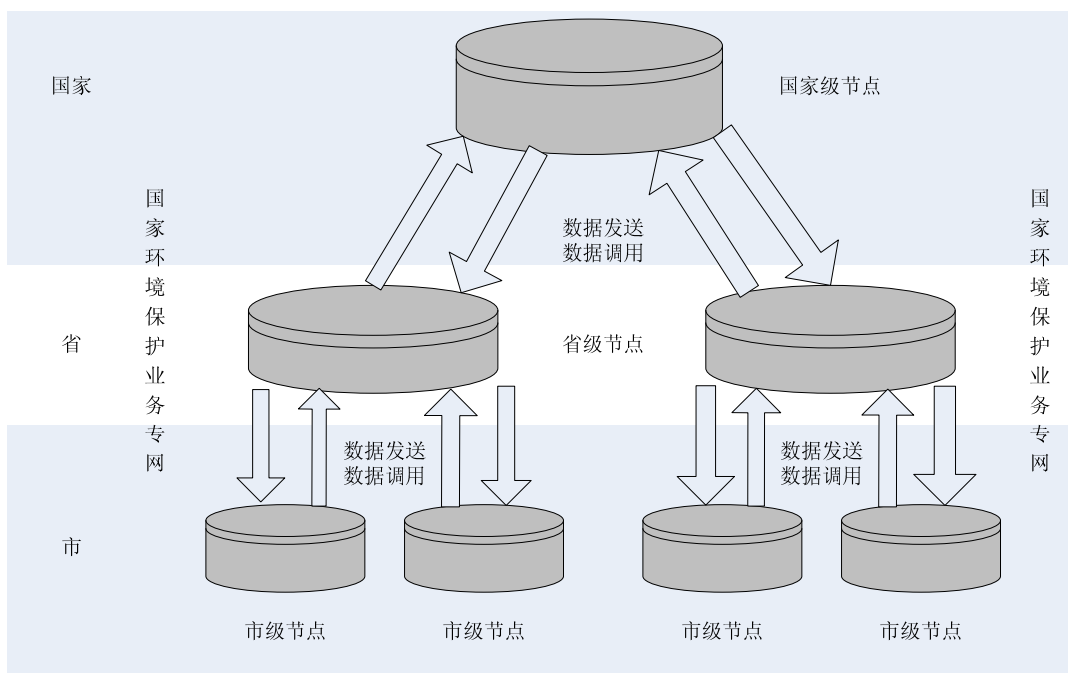 国家
国家级节点
国家环境保护业务专网
国家环境保护业务专网
数据发送
数据调用
省
省级节点
数据发送
数据调用
数据发送
数据调用
市
市级节点
市级节点
市级节点
市级节点